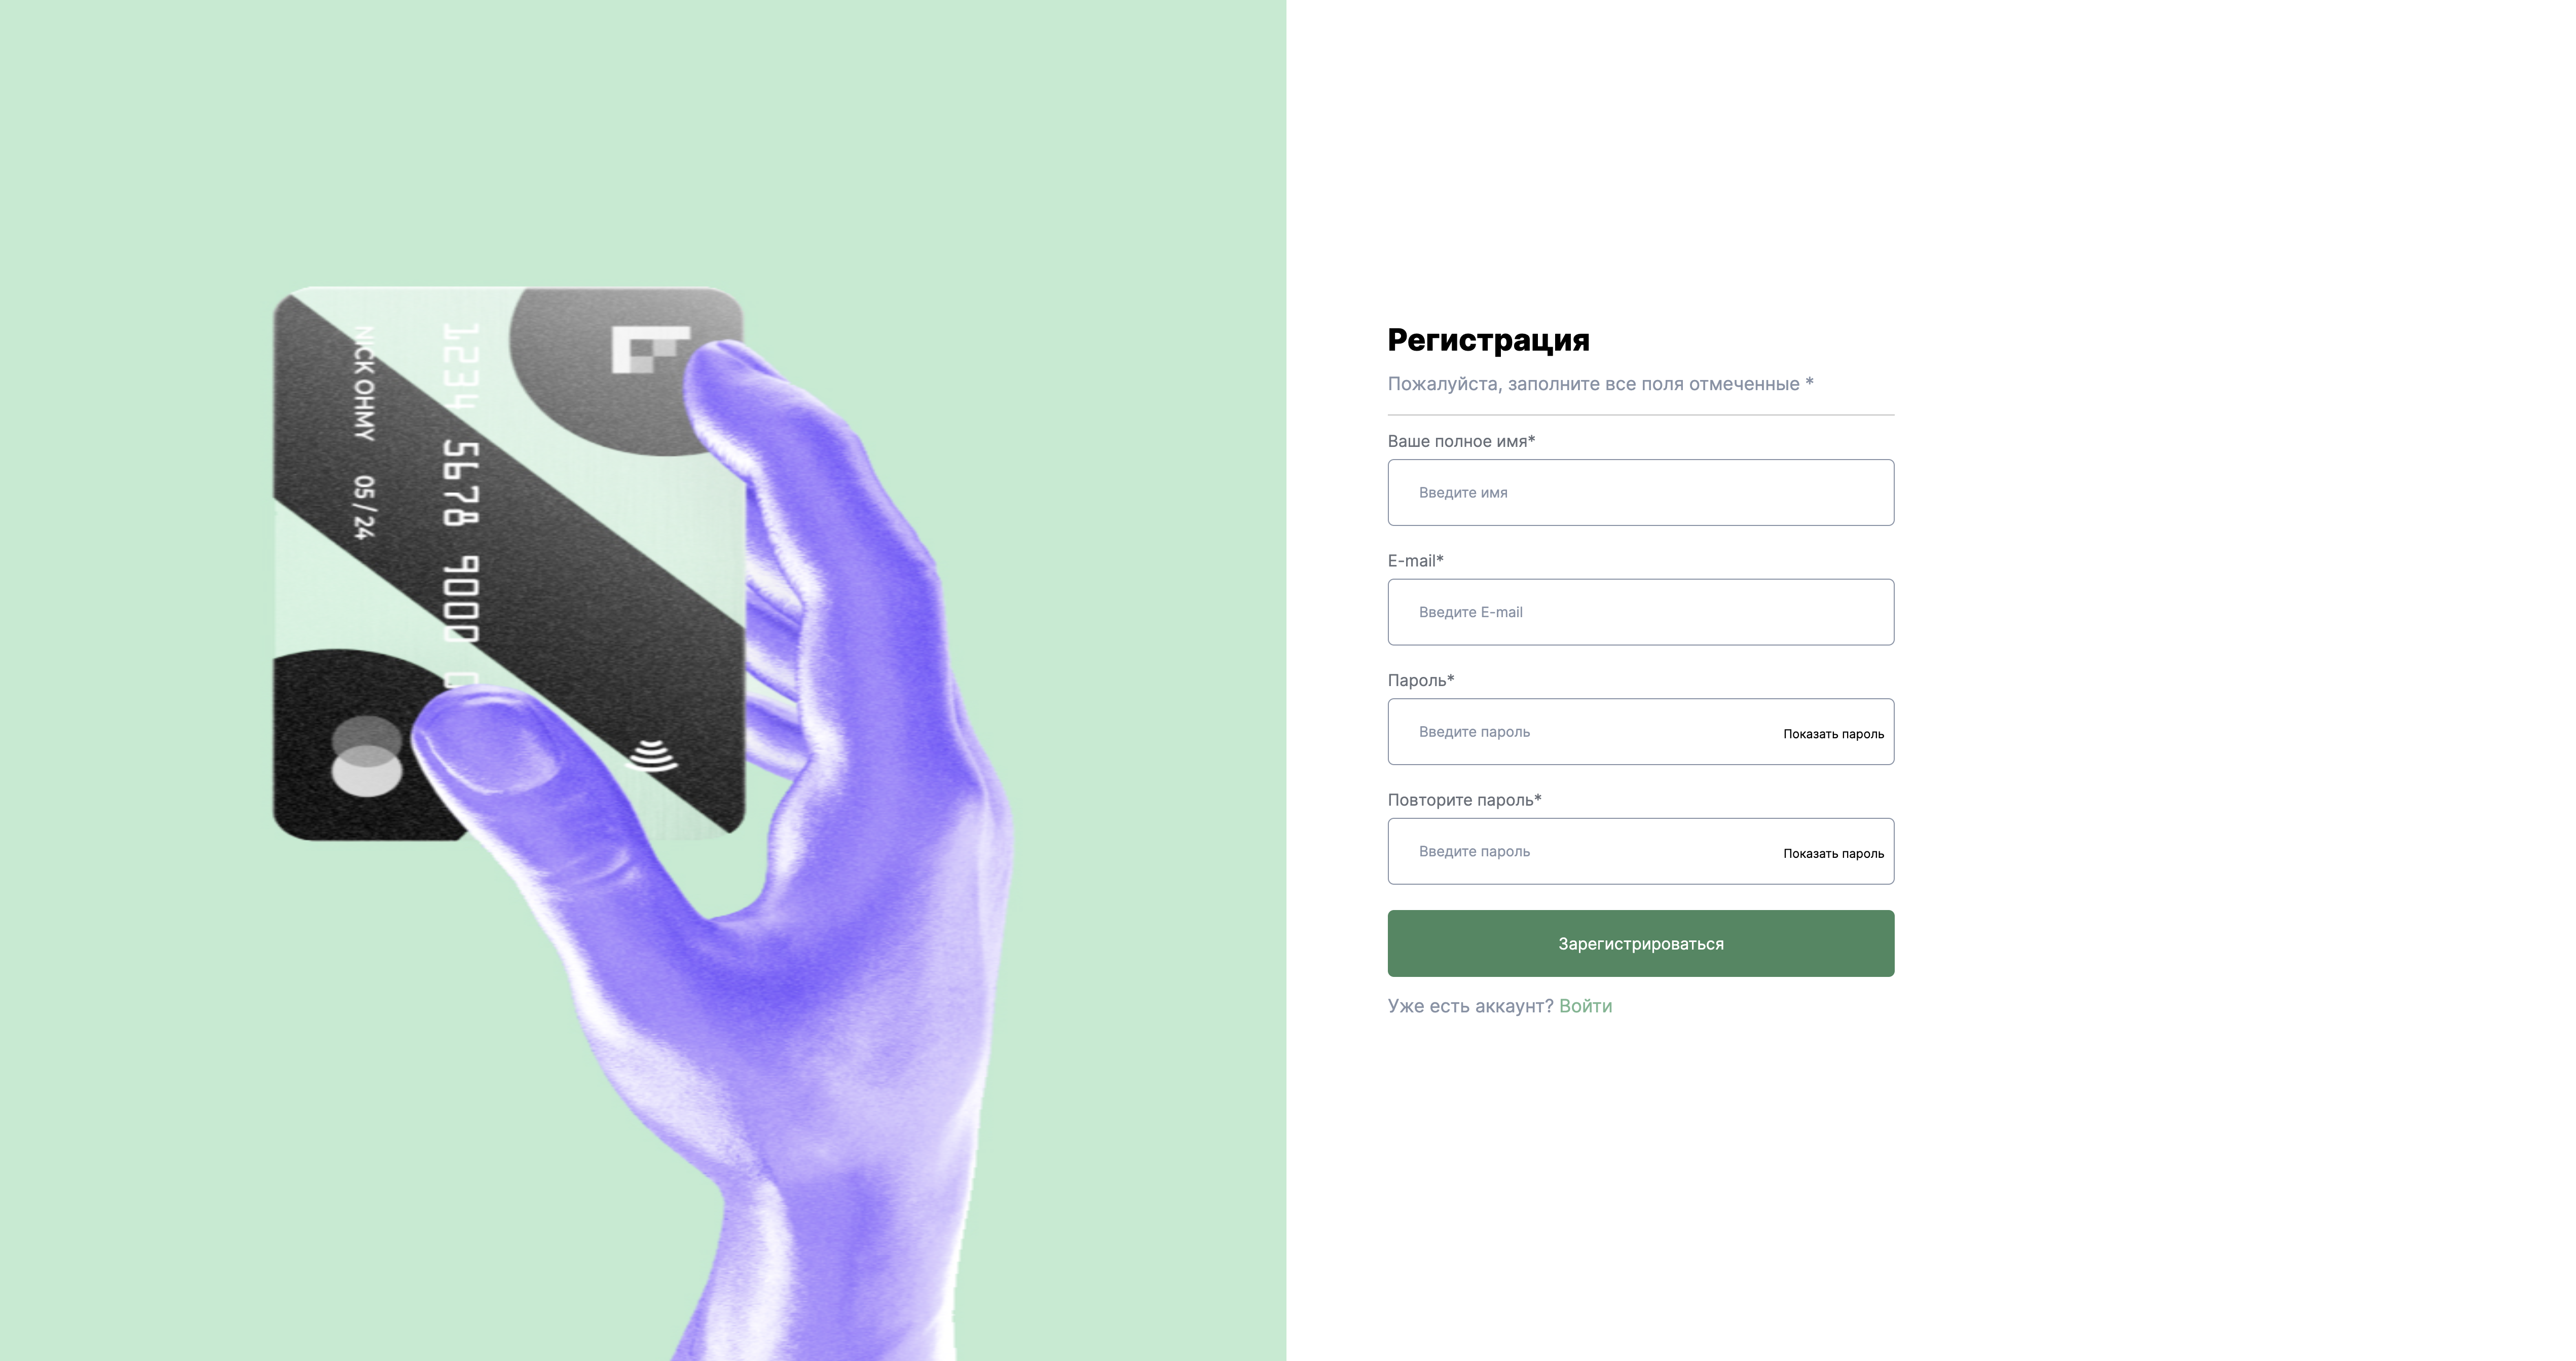 1234 5678 9000 0
NICK OHMY 05/24
Регистрация
Пожалуйста, заполните все поля отмеченные *
Ваше полное имя*
Введите имя
E-mail*
Введите E-mail
Пароль*
Введите пароль Показать пароль
Повторите пароль*
Введите пароль Показать пароль
Зарегистрироваться
Уже есть аккаунт? Войти